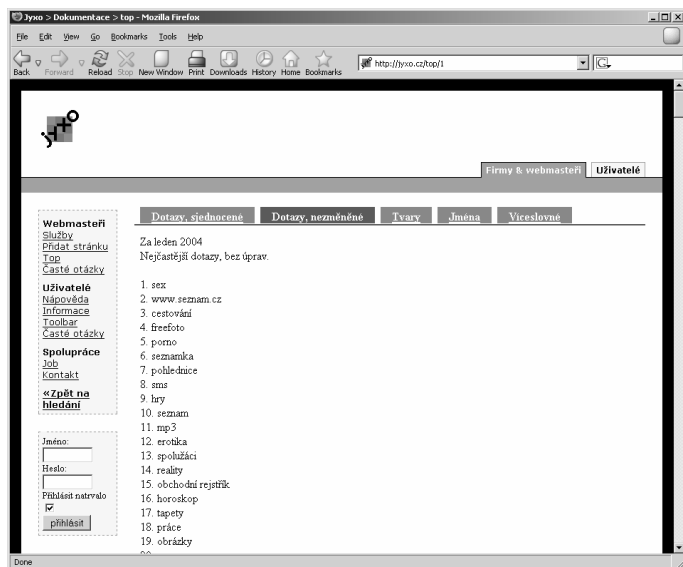 Jyxo > Dokumentace > top - Mozilla Firefox
File Edit View Go Bookmarks Tools Help
Back Forward Reload Stop New Window Print Downloads History Home Bookmarks
http://jyxo.cz/top/1
G
jyxo
Firmy & webmasteři Uživatelé
Dotazy, sjednocené Dotazy, nezměněné Tvary Jména Víceslovné
Webmasteři
Služby
Přidat stránku
Top
Časté otázky
Uživatelé
Nápověda
Informace
Toolbar
Časté otázky
Spolupráce
Job
Kontakt
«Zpět na
hledání
Jméno:
Heslo:
Přihlásit natrvalo
přihlásit
Za leden 2004
Nejčastější dotazy, bez úprav.
1. sex
2. www.seznam.cz
3. cestování
4. freefoto
5. porno
6. seznamka
7. pohlednice
8. sms
9. hry
10. seznam
11. mp3
12. erotika
13. spolužáci
14. reality
15. obchodní rejstřík
16. horoskop
17. tapety
18. práce
19. obrázky
Done